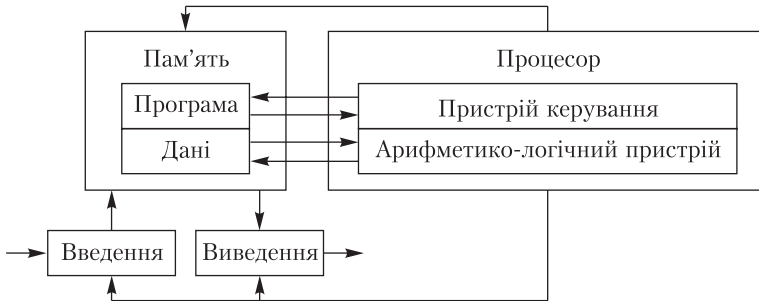 Пам’ять
Процесор
Програма
Пристрій керування
Дані
Арифметико-логічний пристрій
Введення
Виведення